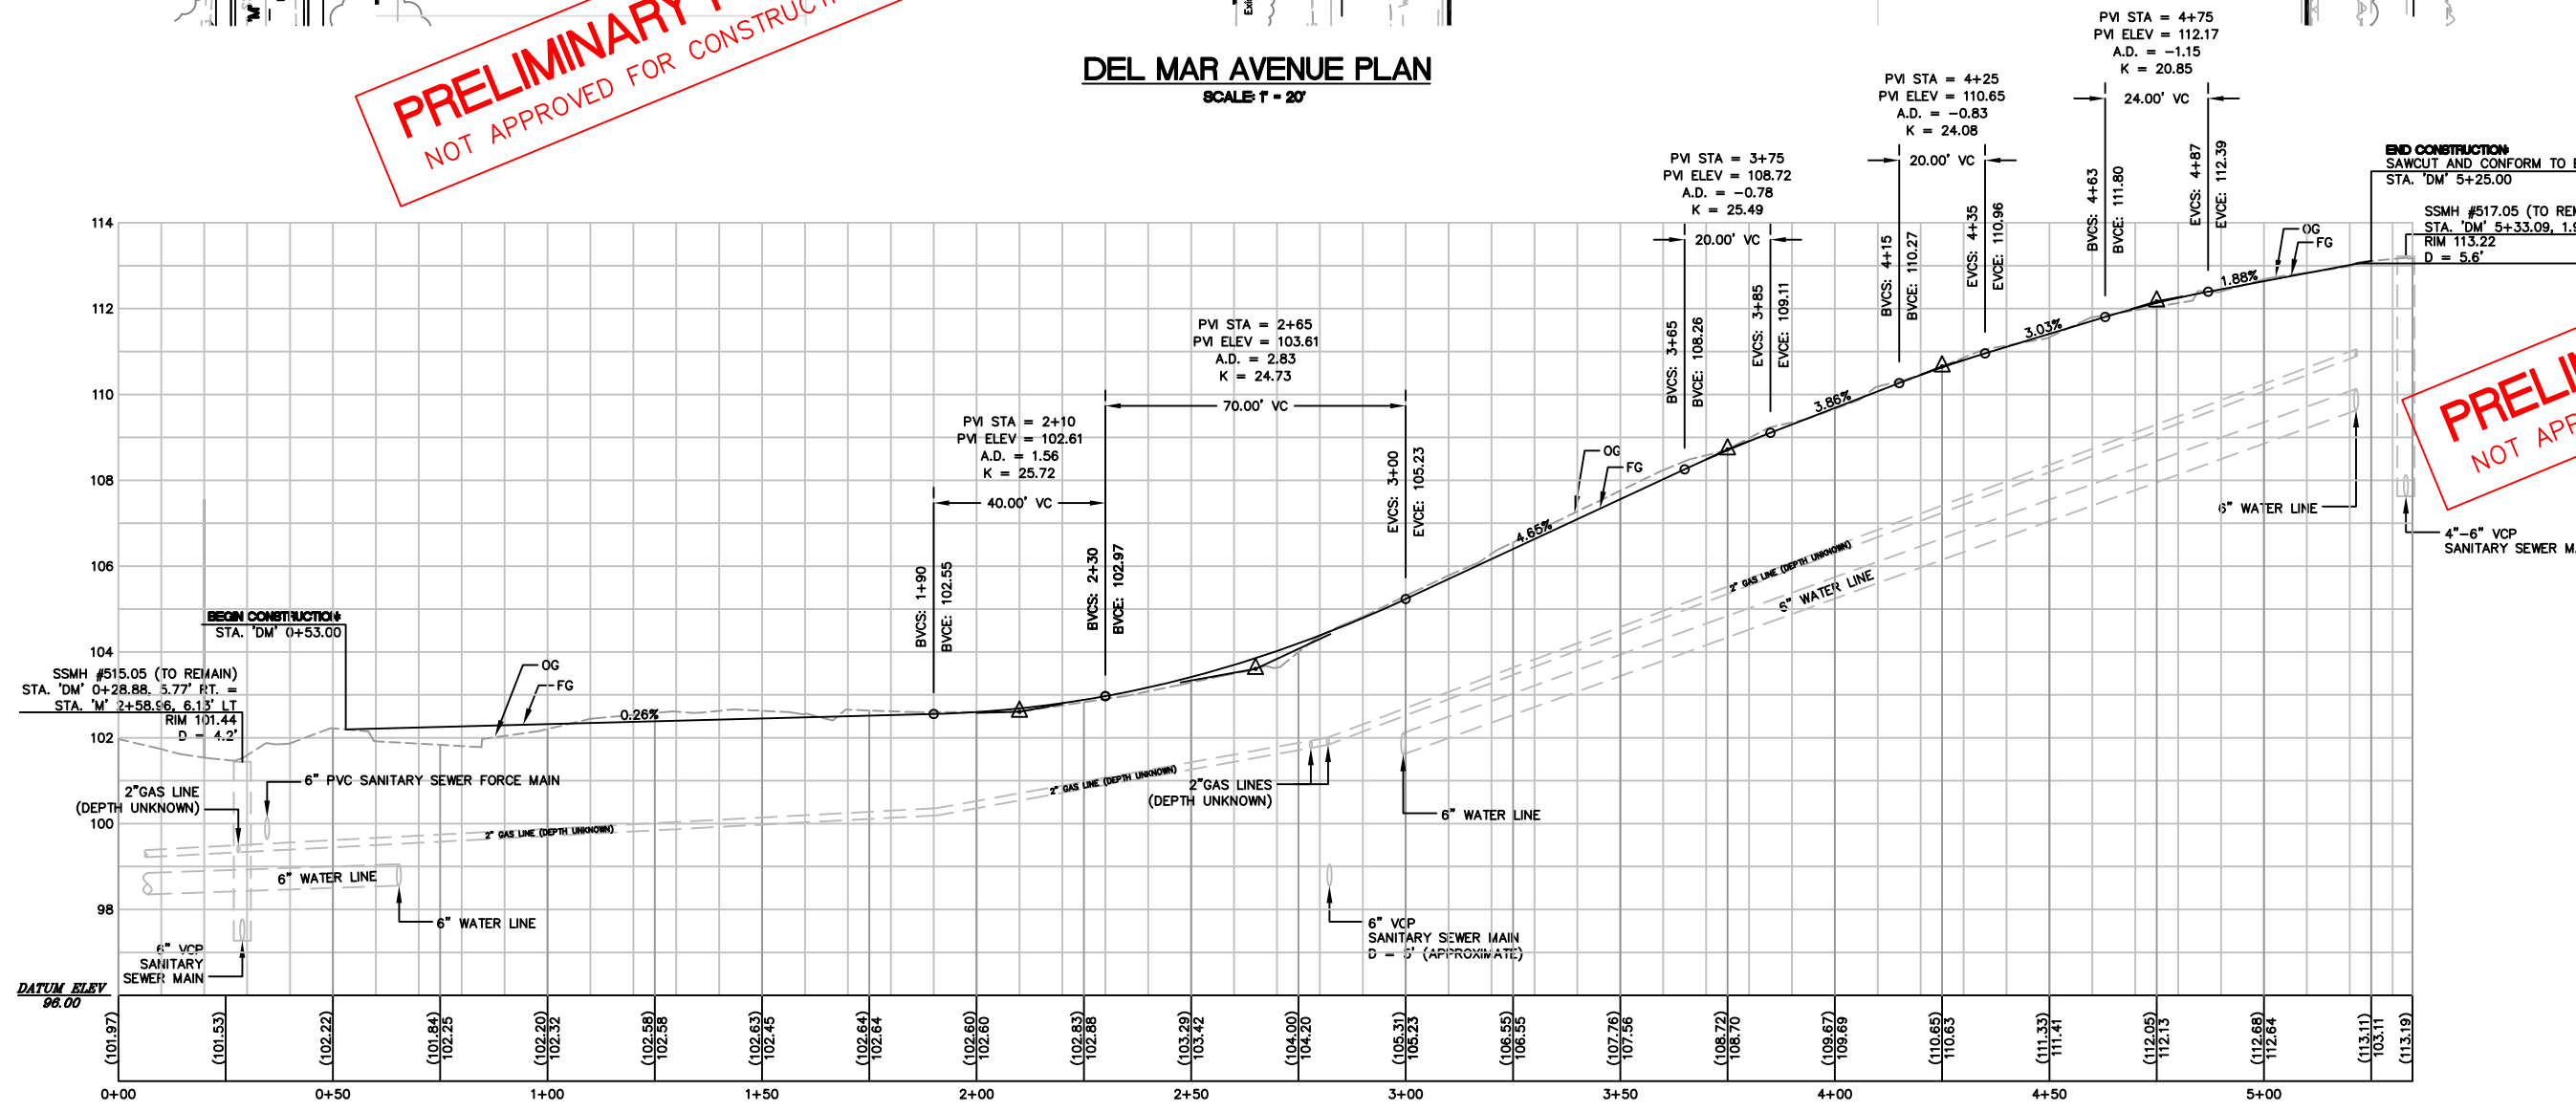 PRELIMINARY
NOT APPROVED FOR CONSTRUCTI
DEL MAR AVENUE PLAN
SCALE: 1" = 20'
PVI STA = 4+75
PVI ELEV = 112.17
A.D. = -1.15
K = 20.85
24.00' VC
PVI STA = 4+25
PVI ELEV = 110.65
A.D. = -0.83
K = 24.08
20.00' VC
PVI STA = 3+75
PVI ELEV = 108.72
A.D. = -0.78
K = 25.49
20.00' VC
PVI STA = 2+65
PVI ELEV = 103.61
A.D. = 2.83
K = 24.73
70.00' VC
PVI STA = 2+10
PVI ELEV = 102.61
A.D. = 1.56
K = 25.72
40.00' VC
BVCS: 1+90
BVCE: 102.55
BVCS: 2+30
BVCE: 102.97
EVCS: 3+00
EVCE: 105.23
BVCS: 3+65
BVCE: 108.26
EVCS: 3+85
EVCE: 109.11
BVCS: 4+15
BVCE: 110.27
EVCS: 4+35
EVCE: 110.96
BVCS: 4+63
BVCE: 111.80
EVCS: 4+87
EVCE: 112.39
END CONSTRUCTION:
SAWCUT AND CONFORM TO
STA. 'DM' 5+25.00
SSMH #517.05 (TO REM
STA. 'DM' 5+33.09, 1.9
RIM 113.22
D = 5.6'
OG
FG
1.88%
3.03%
3.86%
4.65%
0.26%
OG
FG
OG
FG
PRELI
NOT APP
6" WATER LINE
4"-6" VCP
SANITARY SEWER M
2" GAS LINE (DEPTH UNKNOWN)
6" WATER LINE
BEGIN CONSTRUCTION:
STA. 'DM' 0+53.00
SSMH #515.05 (TO REMAIN)
STA. 'DM' 0+28.88, 5.77' RT. =
STA. 'M' 2+58.96, 6.13' LT
RIM 101.44
D = 4.2'
6" PVC SANITARY SEWER FORCE MAIN
2"GAS LINE
(DEPTH UNKNOWN)
2" GAS LINE (DEPTH UNKNOWN)
2" GAS LINE (DEPTH UNKNOWN)
2"GAS LINES
(DEPTH UNKNOWN)
6" WATER LINE
6" WATER LINE
6" WATER LINE
6" VCP
SANITARY
SEWER MAIN
6" VCP
SANITARY SEWER MAIN
D = 5' (APPROXIMATE)
114
112
110
108
106
104
102
100
98
DATUM ELEV
96.00
(101.97)
(101.53)
(102.22)
(101.84)
102.25
(102.20)
102.32
(102.58)
102.58
(102.63)
102.45
(102.64)
102.64
(102.60)
102.60
(102.83)
102.88
(103.29)
103.42
(104.00)
104.20
(105.31)
105.23
(106.55)
106.55
(107.76)
107.56
(108.72)
108.70
(109.67)
109.69
(110.65)
110.63
(111.33)
111.41
(112.05)
112.13
(112.68)
112.64
(113.11)
103.11
(113.19)
0+00 0+50 1+00 1+50 2+00 2+50 3+00 3+50 4+00 4+50 5+00